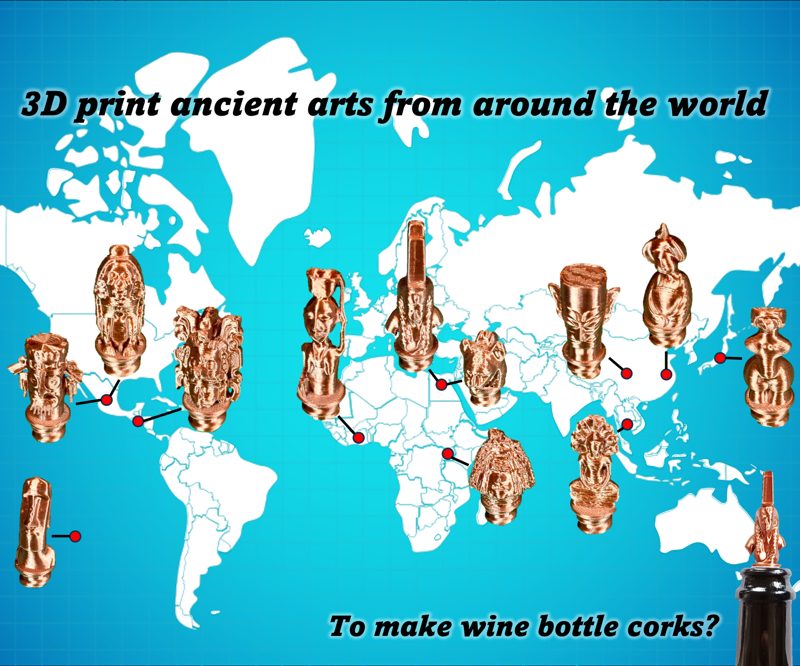 3D print ancient arts from around the world
To make wine bottle corks?